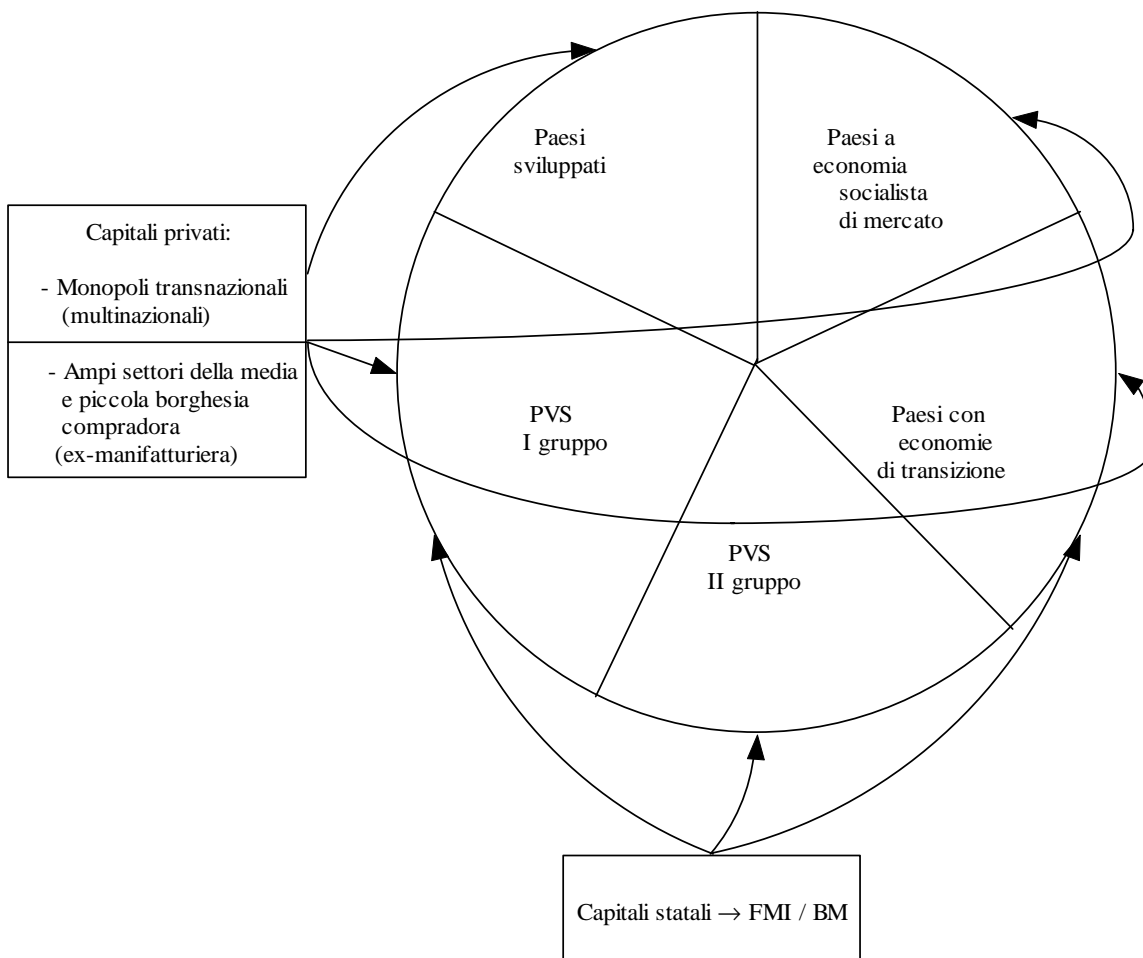 Paesi
sviluppati
Paesi a
economia
socialista
di mercato
Capitali privati:
- Monopoli transnazionali
(multinazionali)
- Ampi settori della media
e piccola borghesia
compradora
(ex-manifatturiera)
PVS
I gruppo
Paesi con
economie
di transizione
PVS
II gruppo
Capitali statali → FMI / BM